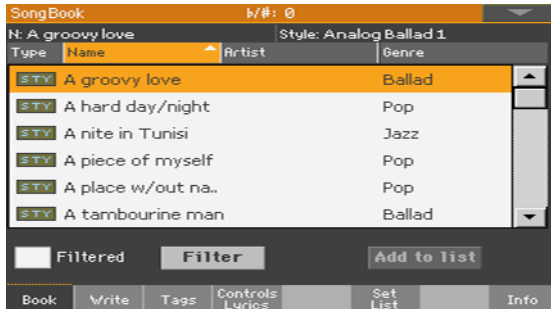 SongBook ♭/#: 0
N: A groovy love Style: Analog Ballad 1
Type Name Artist Genre
STY A groovy love Ballad
STY A hard day/night Pop
STY A nite in Tunisi Jazz
STY A piece of myself Pop
STY A place w/out na.. Pop
STY A tambourine man Ballad
Filtered Filter Add to list
Book Write Tags Controls Lyrics Set List Info